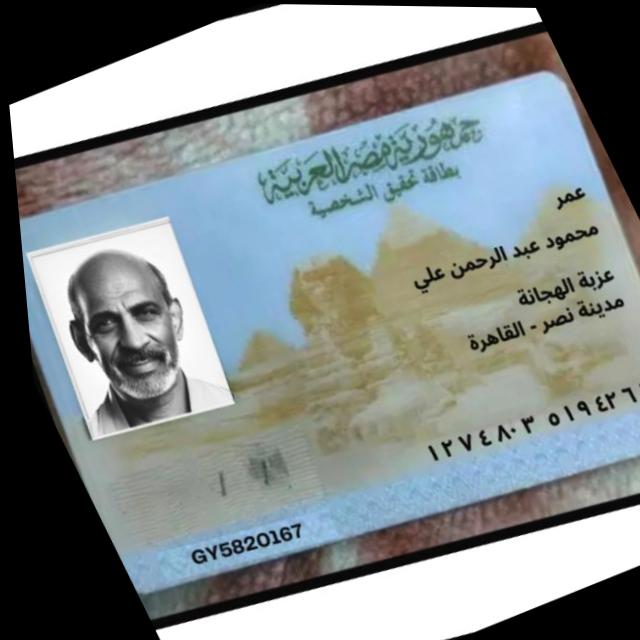 جمهورية مصر العربية
بطاقة تحقيق الشخصية
عمر
محمود عبد الرحمن علي
عزبة الهجانة
مدينة نصر - القاهرة
١٢٧٤٨٠٣ ٥١٩٤٢٦
GY5820167